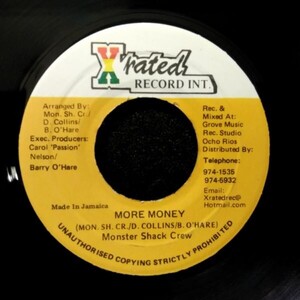 X'rated!
RECORD INT.
Arranged By:
Mon. Sh. Cr./
D. Collins/
B. O'Hare
Exec. Producers:
Carol 'Passion'
Nelson/
Barry O'Hare
Rec. &
Mixed At:
Grove Music
Rec. Studio
Ocho Rios
Distributed By:
Telephone:
974-1535
974-5932
Email:
Xratedrec@
Hotmail.com
Made In Jamaica
MORE MONEY
(MON. SH. CR./D. COLLINS/B. O'HARE)
Monster Shack Crew
UNAUTHORISED COPYING STRICTLY PROHIBITED